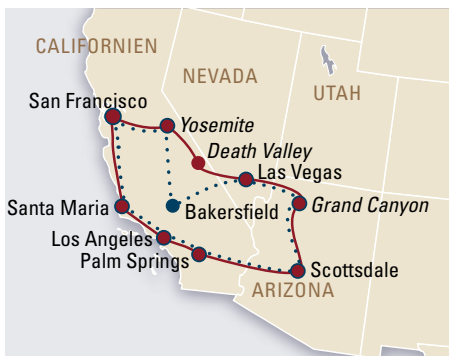 CALIFORNIEN
NEVADA
UTAH
San Francisco
Yosemite
Death Valley
Las Vegas
Santa Maria
Bakersfield
Grand Canyon
Los Angeles
Palm Springs
Scottsdale
ARIZONA